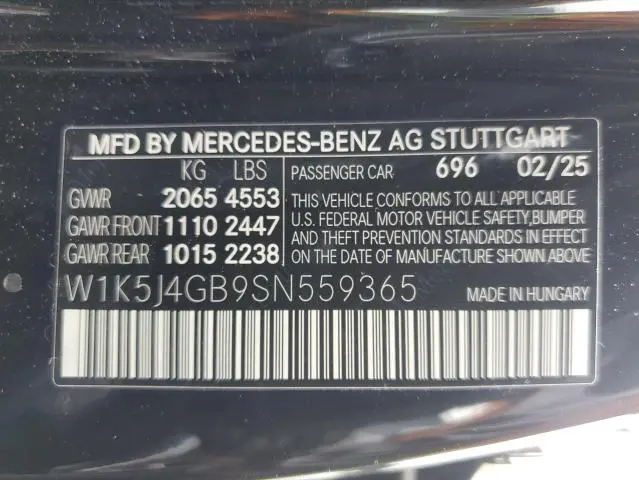 MFD BY MERCEDES-BENZ AG STUTTGART
KG LBS PASSENGER CAR 696 02/25
GVWR 2065 4553
GAWR FRONT 1110 2447
GAWR REAR 1015 2238
THIS VEHICLE CONFORMS TO ALL APPLICABLE
U.S. FEDERAL MOTOR VEHICLE SAFETY,BUMPER
AND THEFT PREVENTION STANDARDS IN EFFECT
ON THE DATE OF MANUFACTURE SHOWN ABOVE
W1K5J4GB9SN559365 MADE IN HUNGARY